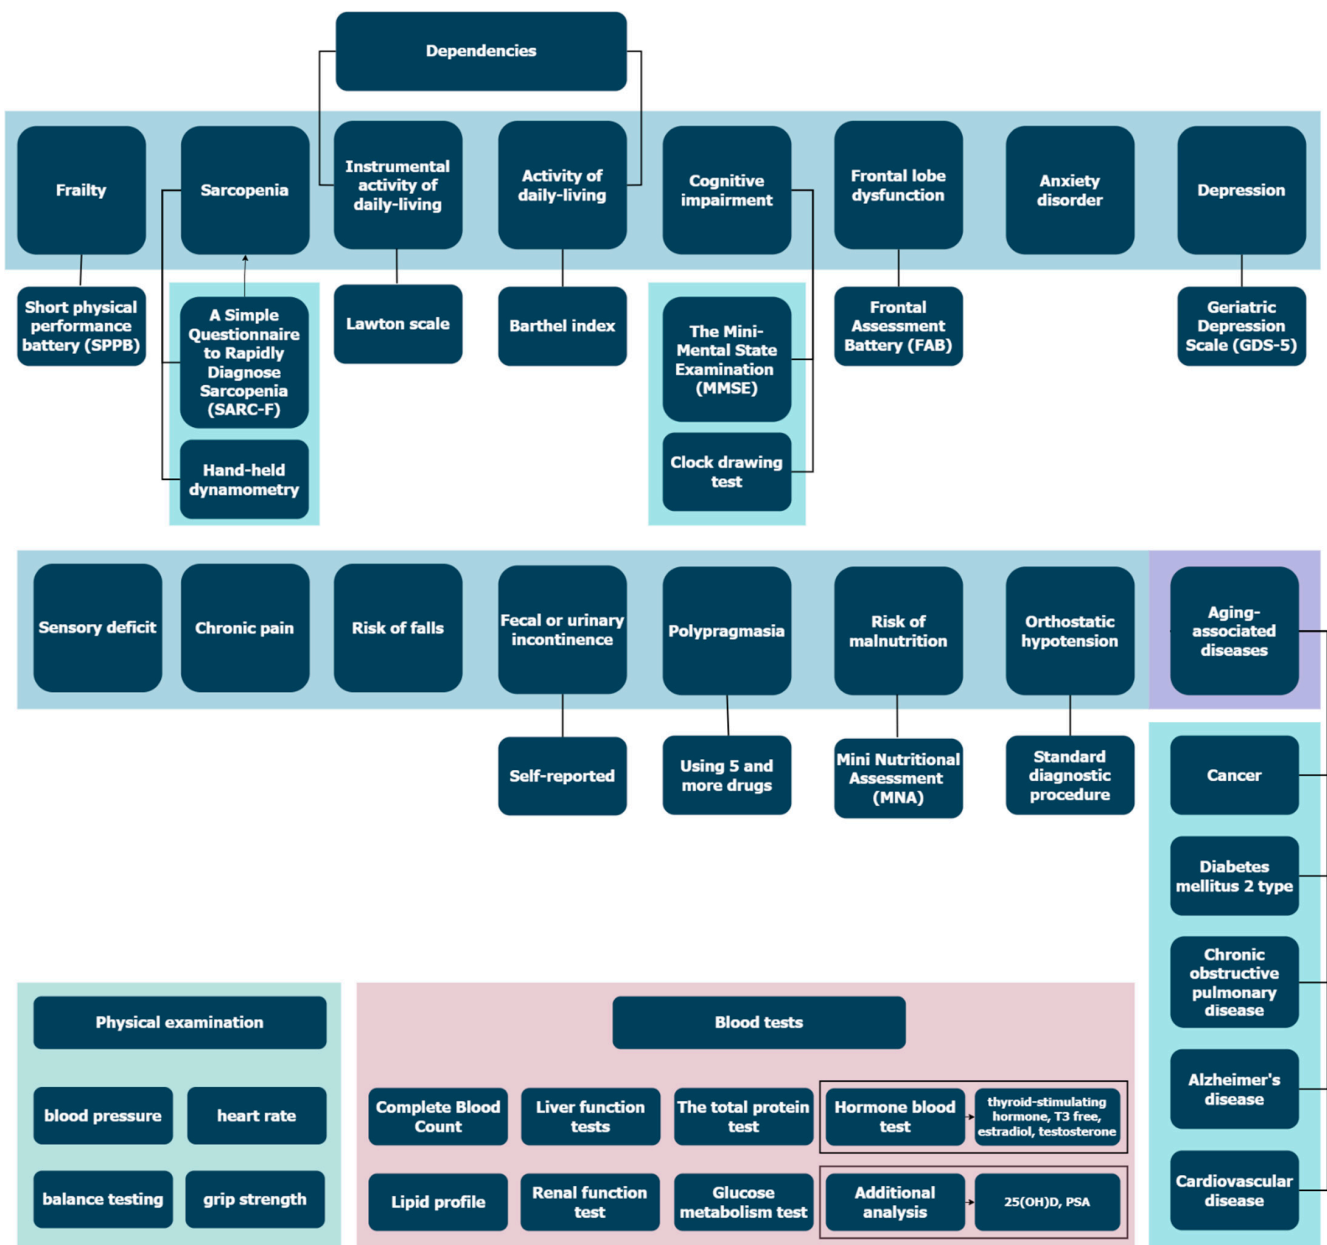 Dependencies
Frailty
Sarcopenia
Instrumental
activity of
daily-living
Activity of
daily-living
Cognitive
impairment
Frontal lobe
dysfunction
Anxiety
disorder
Depression
Short physical
performance
battery (SPPB)
A Simple
Questionnaire
to Rapidly
Diagnose
Sarcopenia
(SARC-F)
Lawton scale
Barthel index
The Mini-
Mental State
Examination
(MMSE)
Frontal
Assessment
Battery (FAB)
Geriatric
Depression
Scale (GDS-5)
Hand-held
dynamometry
Clock drawing
test
Sensory deficit
Chronic pain
Risk of falls
Fecal or urinary
incontinence
Polypragmasia
Risk of
malnutrition
Orthostatic
hypotension
Aging-
associated
diseases
Self-reported
Using 5 and
more drugs
Mini Nutritional
Assessment
(MNA)
Standard
diagnostic
procedure
Cancer
Diabetes
mellitus 2 type
Chronic
obstructive
pulmonary
disease
Alzheimer's
disease
Cardiovascular
disease
Physical examination
blood pressure
heart rate
balance testing
grip strength
Blood tests
Complete Blood
Count
Liver function
tests
The total protein
test
Hormone blood
test
thyroid-stimulating
hormone, T3 free,
estradiol, testosterone
Lipid profile
Renal function
test
Glucose
metabolism test
Additional
analysis
25(OH)D, PSA